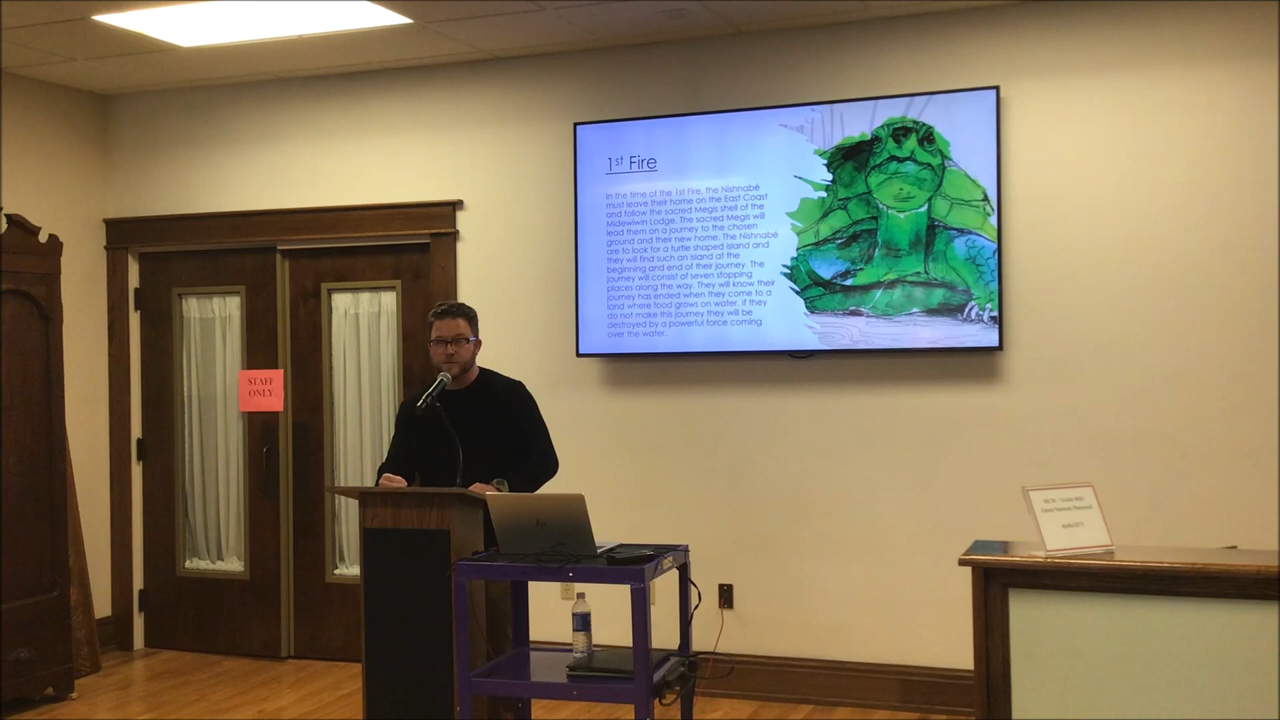 1st Fire
In the time of the 1st Fire, the Nishnabé
must leave their home on the East Coast
and follow the sacred Megis shell of the
Midewiwin Lodge. The sacred Megis will
lead them on a journey to the chosen
ground and their new home. The Nishnabé
are to look for a turtle shaped island and
they will find such an island at the
beginning and end of their journey. The
journey will consist of seven stopping
places along the way. They will know their
journey has ended when they come to a
land where food grows on water. If they
do not make this journey they will be
destroyed by a powerful force coming
over the water.
STAFF
ONLY
hp